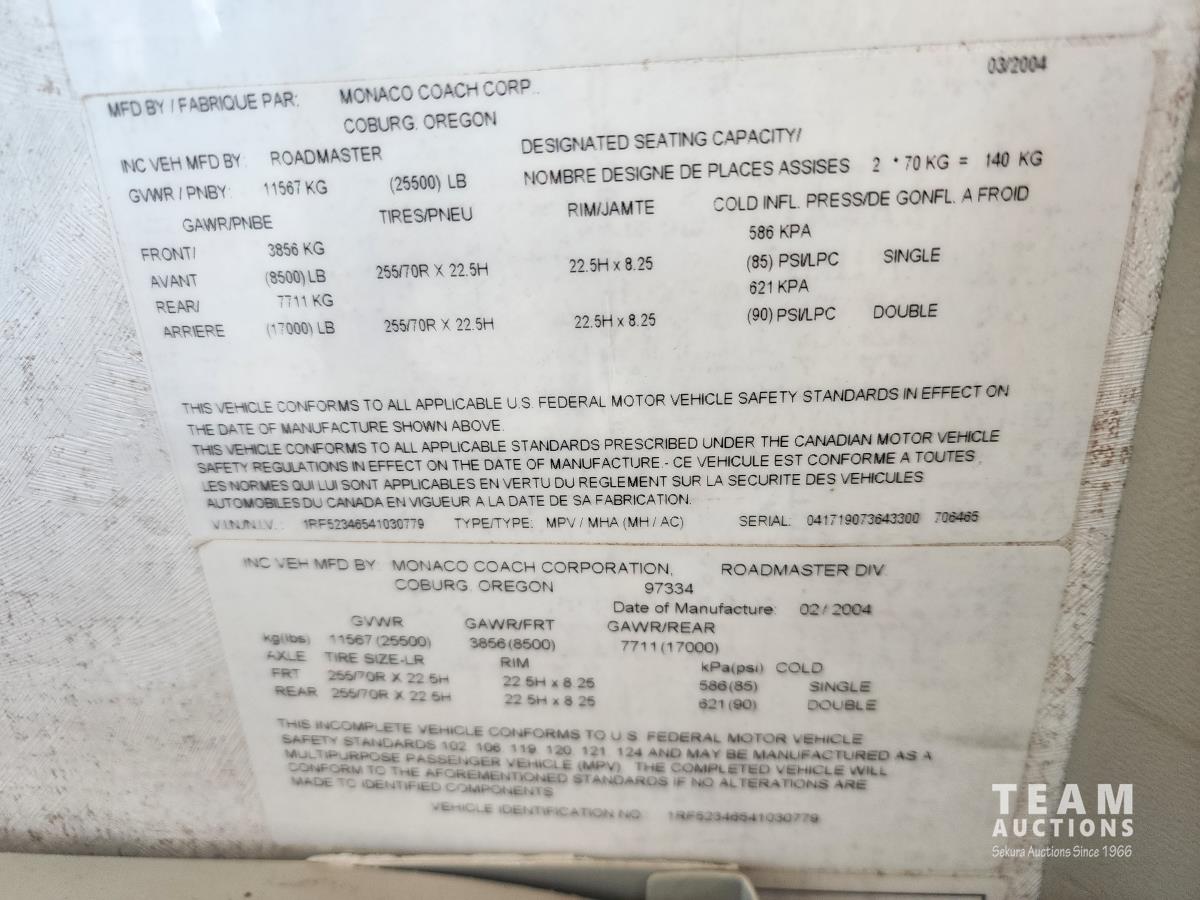 03/2004
MFD BY / FABRIQUE PAR: MONACO COACH CORP..
COBURG, OREGON
INC VEH MFD BY: ROADMASTER DESIGNATED SEATING CAPACITY/
GVWR / PNBY: 11567 KG (25500) LB NOMBRE DESIGNE DE PLACES ASSISES 2 * 70 KG = 140 KG
GAWR/PNBE TIRES/PNEU RIM/JAMTE COLD INFL. PRESS/DE GONFL. A FROID
FRONT/ 3856 KG 586 KPA
AVANT (8500) LB 255/70R X 22.5H 22.5H x 8.25 (85) PSI/LPC SINGLE
REAR/ 7711 KG 621 KPA
ARRIERE (17000) LB 255/70R X 22.5H 22.5H x 8.25 (90) PSI/LPC DOUBLE
THIS VEHICLE CONFORMS TO ALL APPLICABLE U.S. FEDERAL MOTOR VEHICLE SAFETY STANDARDS IN EFFECT ON
THE DATE OF MANUFACTURE SHOWN ABOVE.
THIS VEHICLE CONFORMS TO ALL APPLICABLE STANDARDS PRESCRIBED UNDER THE CANADIAN MOTOR VEHICLE
SAFETY REGULATIONS IN EFFECT ON THE DATE OF MANUFACTURE.- CE VEHICULE EST CONFORME A TOUTES
LES NORMES QUI LUI SONT APPLICABLES EN VERTU DU REGLEMENT SUR LA SECURITE DES VEHICULES
AUTOMOBILES DU CANADA EN VIGUEUR A LA DATE DE SA FABRICATION.
V.I.N./N.I.V.: 1RF52346541030779 TYPE/TYPE: MPV / MHA (MH / AC) SERIAL: 041719073643300 706465
INC VEH MFD BY: MONACO COACH CORPORATION, ROADMASTER DIV.
COBURG, OREGON 97334
Date of Manufacture: 02/2004
GVWR GAWR/FRT GAWR/REAR
kg(lbs) 11567 (25500) 3856 (8500) 7711 (17000)
AXLE TIRE SIZE-LR RIM kPa(psi) COLD
FRT 255/70R X 22.5H 22.5H x 8.25 586(85) SINGLE
REAR 255/70R X 22.5H 22.5H x 8.25 621(90) DOUBLE
THIS INCOMPLETE VEHICLE CONFORMS TO U.S. FEDERAL MOTOR VEHICLE
SAFETY STANDARDS 102, 106, 119, 120, 121, 124 AND MAY BE MANUFACTURED AS A
MULTIPURPOSE PASSENGER VEHICLE (MPV). THE COMPLETED VEHICLE WILL
CONFORM TO THE AFOREMENTIONED STANDARDS IF NO ALTERATIONS ARE
MADE TO IDENTIFIED COMPONENTS
VEHICLE IDENTIFICATION NO: 1RF52346541030779
TEAM
AUCTIONS
Sekura Auctions Since 1966